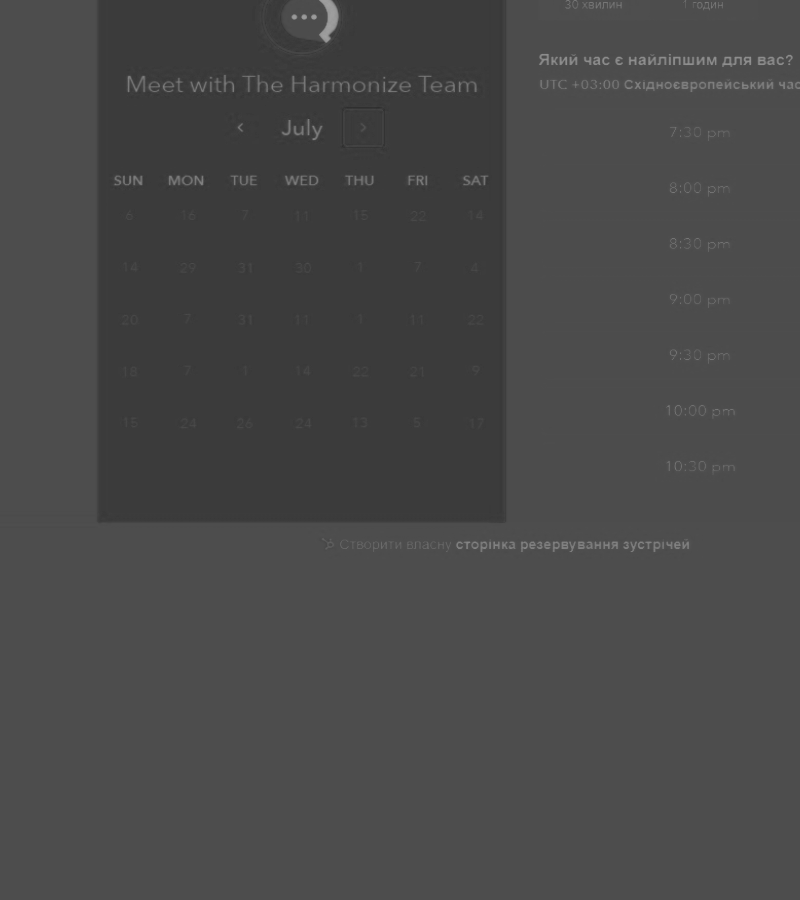 30 хвилин
1 годин
Meet with The Harmonize Team
July
SUN MON TUE WED THU FRI SAT
6 16 7 11 15 22 14
14 29 31 30 1 7 4
20 7 31 11 1 11 22
18 7 1 14 22 21 9
15 24 26 24 13 5 17
Який час є найліпшим для вас?
UTC +03:00 Східноєвропейський час
7:30 pm
8:00 pm
8:30 pm
9:00 pm
9:30 pm
10:00 pm
10:30 pm
Створити власну сторінка резервування зустрічей